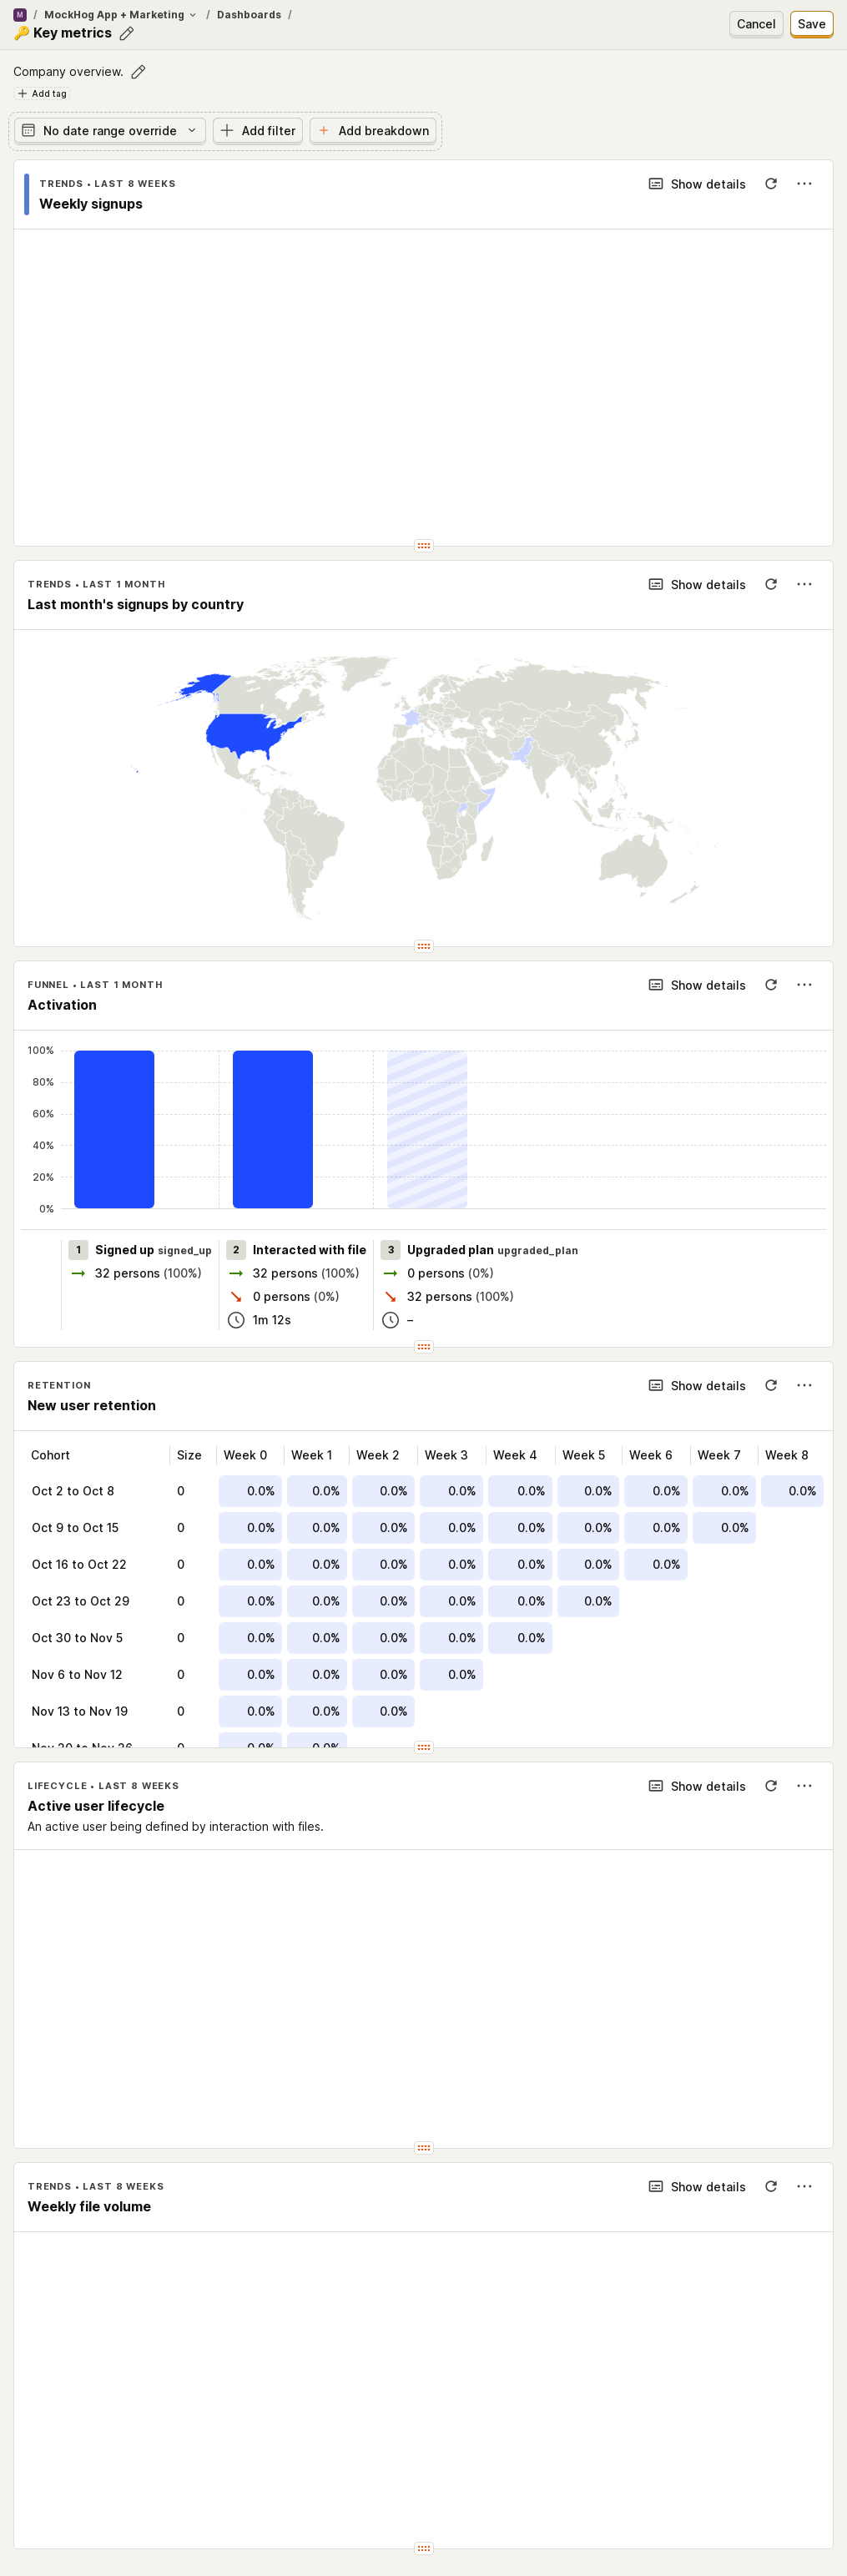 M / MockHog App + Marketing / Dashboards /
🔑 Key metrics
Cancel
Save
Company overview.
Add tag
No date range override
Add filter
Add breakdown
TRENDS • LAST 8 WEEKS
Show details
Weekly signups
TRENDS • LAST 1 MONTH
Show details
Last month's signups by country
FUNNEL • LAST 1 MONTH
Show details
Activation
100%
80%
60%
40%
20%
0%
1 Signed up signed_up
32 persons (100%)
2 Interacted with file
32 persons (100%)
0 persons (0%)
1m 12s
3 Upgraded plan upgraded_plan
0 persons (0%)
32 persons (100%)
–
RETENTION
Show details
New user retention
Cohort Size Week 0 Week 1 Week 2 Week 3 Week 4 Week 5 Week 6 Week 7 Week 8
Oct 2 to Oct 8 0 0.0% 0.0% 0.0% 0.0% 0.0% 0.0% 0.0% 0.0% 0.0%
Oct 9 to Oct 15 0 0.0% 0.0% 0.0% 0.0% 0.0% 0.0% 0.0% 0.0%
Oct 16 to Oct 22 0 0.0% 0.0% 0.0% 0.0% 0.0% 0.0% 0.0%
Oct 23 to Oct 29 0 0.0% 0.0% 0.0% 0.0% 0.0% 0.0%
Oct 30 to Nov 5 0 0.0% 0.0% 0.0% 0.0% 0.0%
Nov 6 to Nov 12 0 0.0% 0.0% 0.0% 0.0%
Nov 13 to Nov 19 0 0.0% 0.0% 0.0%
Nov 20 to Nov 26 0 0.0% 0.0%
LIFECYCLE • LAST 8 WEEKS
Show details
Active user lifecycle
An active user being defined by interaction with files.
TRENDS • LAST 8 WEEKS
Show details
Weekly file volume